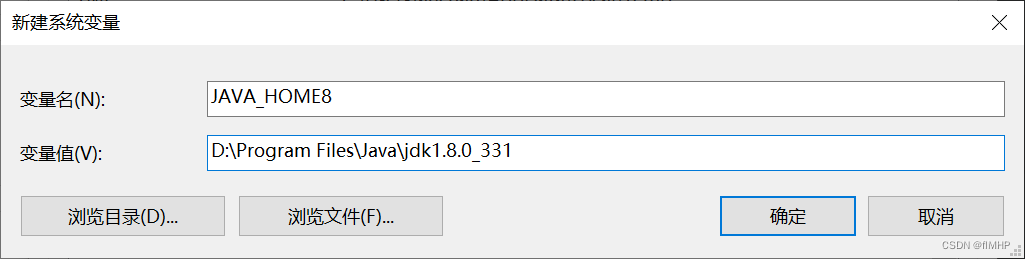 新建系统变量
变量名(N):
JAVA_HOME8
变量值(V):
D:\Program Files\Java\jdk1.8.0_331
浏览目录(D)...
浏览文件(F)...
确定
取消
CSDN @flMHP